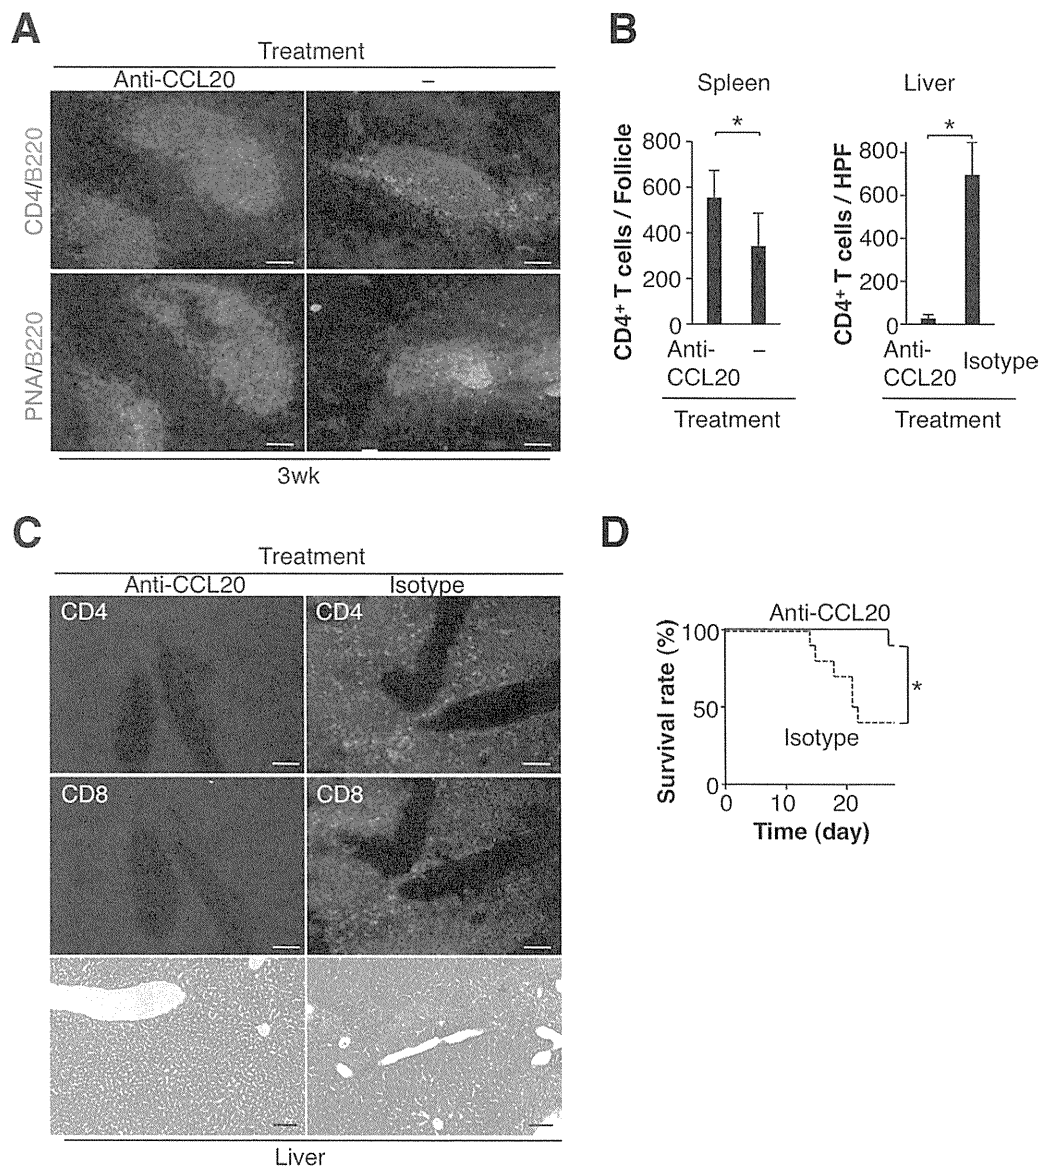 A
Treatment
Anti-CCL20 –
CD4/B220
PNA/B220
3wk
B
Spleen
*
CD4+ T cells / Follicle
800
600
400
200
0
Anti-CCL20 –
Treatment
Liver
*
CD4+ T cells / HPF
800
600
400
200
0
Anti-CCL20 Isotype
Treatment
C
Treatment
Anti-CCL20 Isotype
CD4 CD4
CD8 CD8
Liver
D
Anti-CCL20
Survival rate (%)
100
50
0
*
Isotype
0 10 20
Time (day)